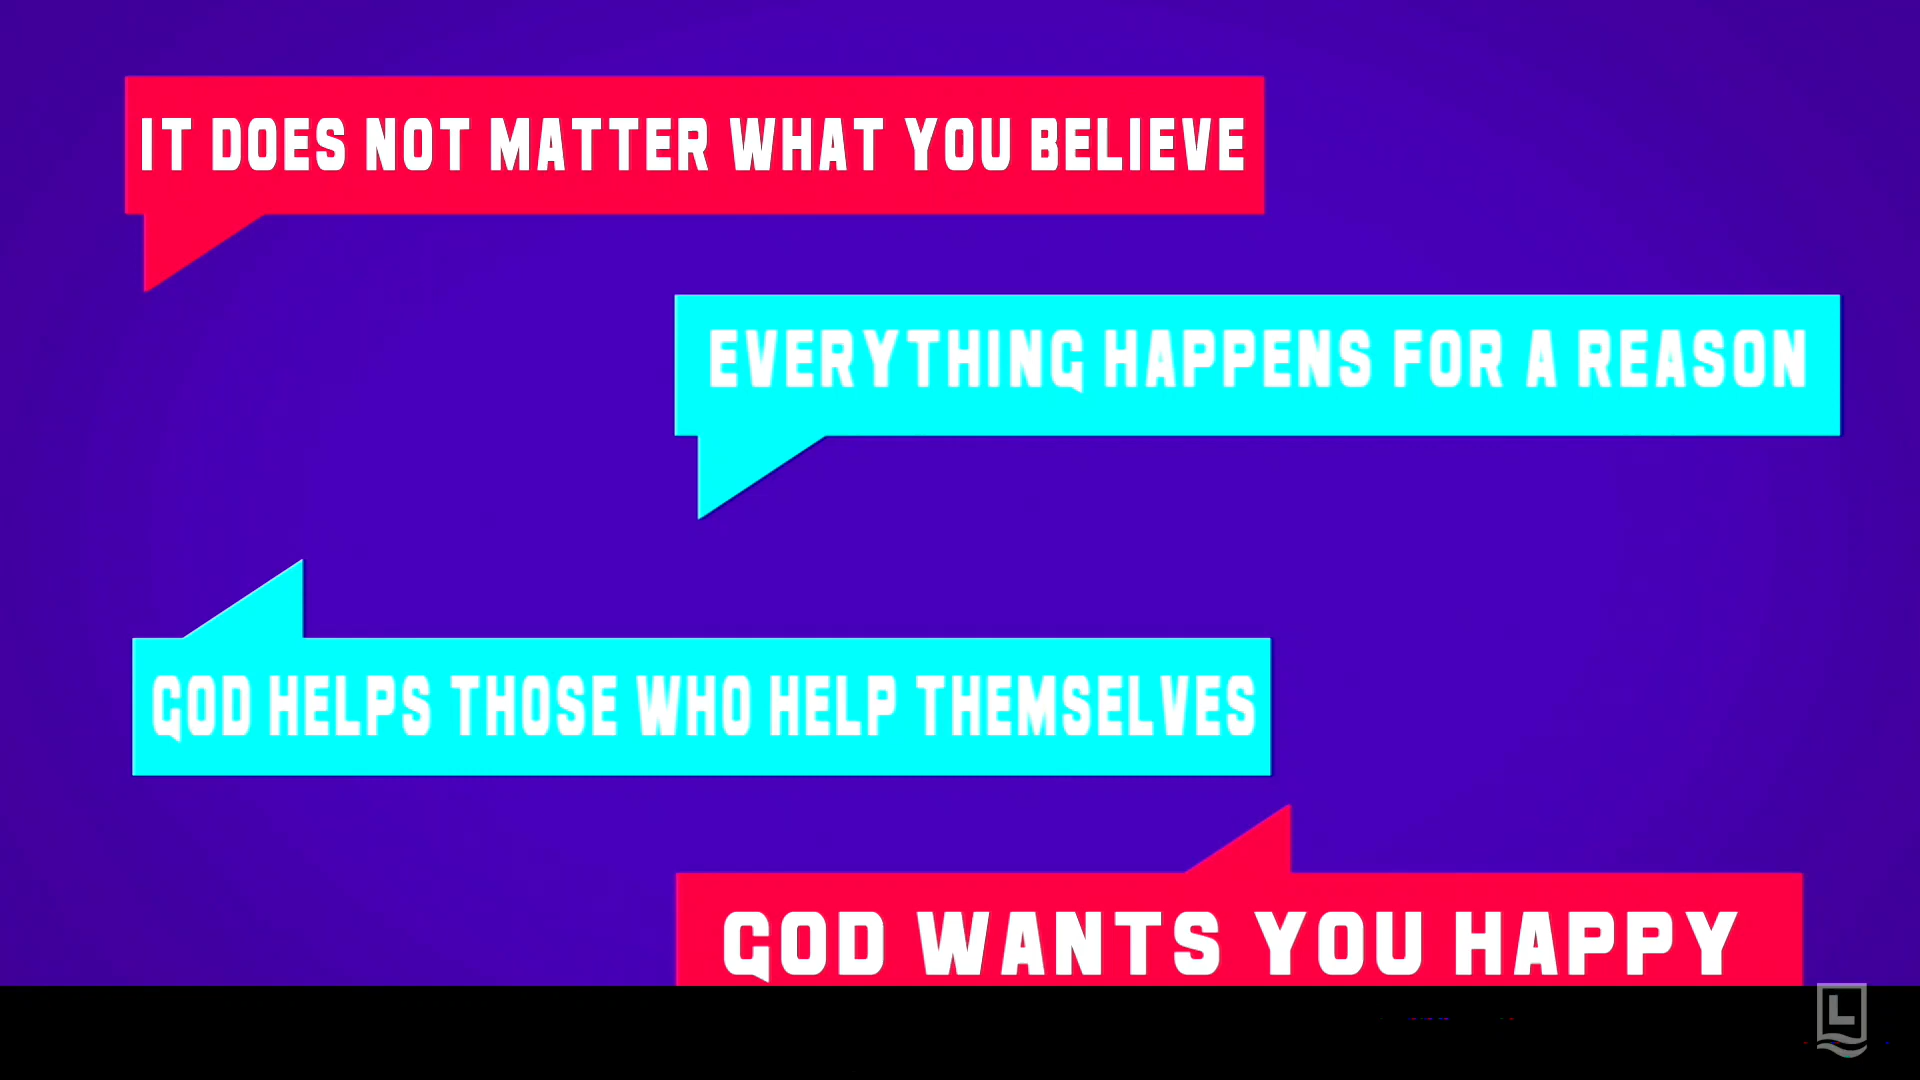 IT DOES NOT MATTER WHAT YOU BELIEVE
EVERYTHING HAPPENS FOR A REASON
GOD HELPS THOSE WHO HELP THEMSELVES
GOD WANTS YOU HAPPY
L